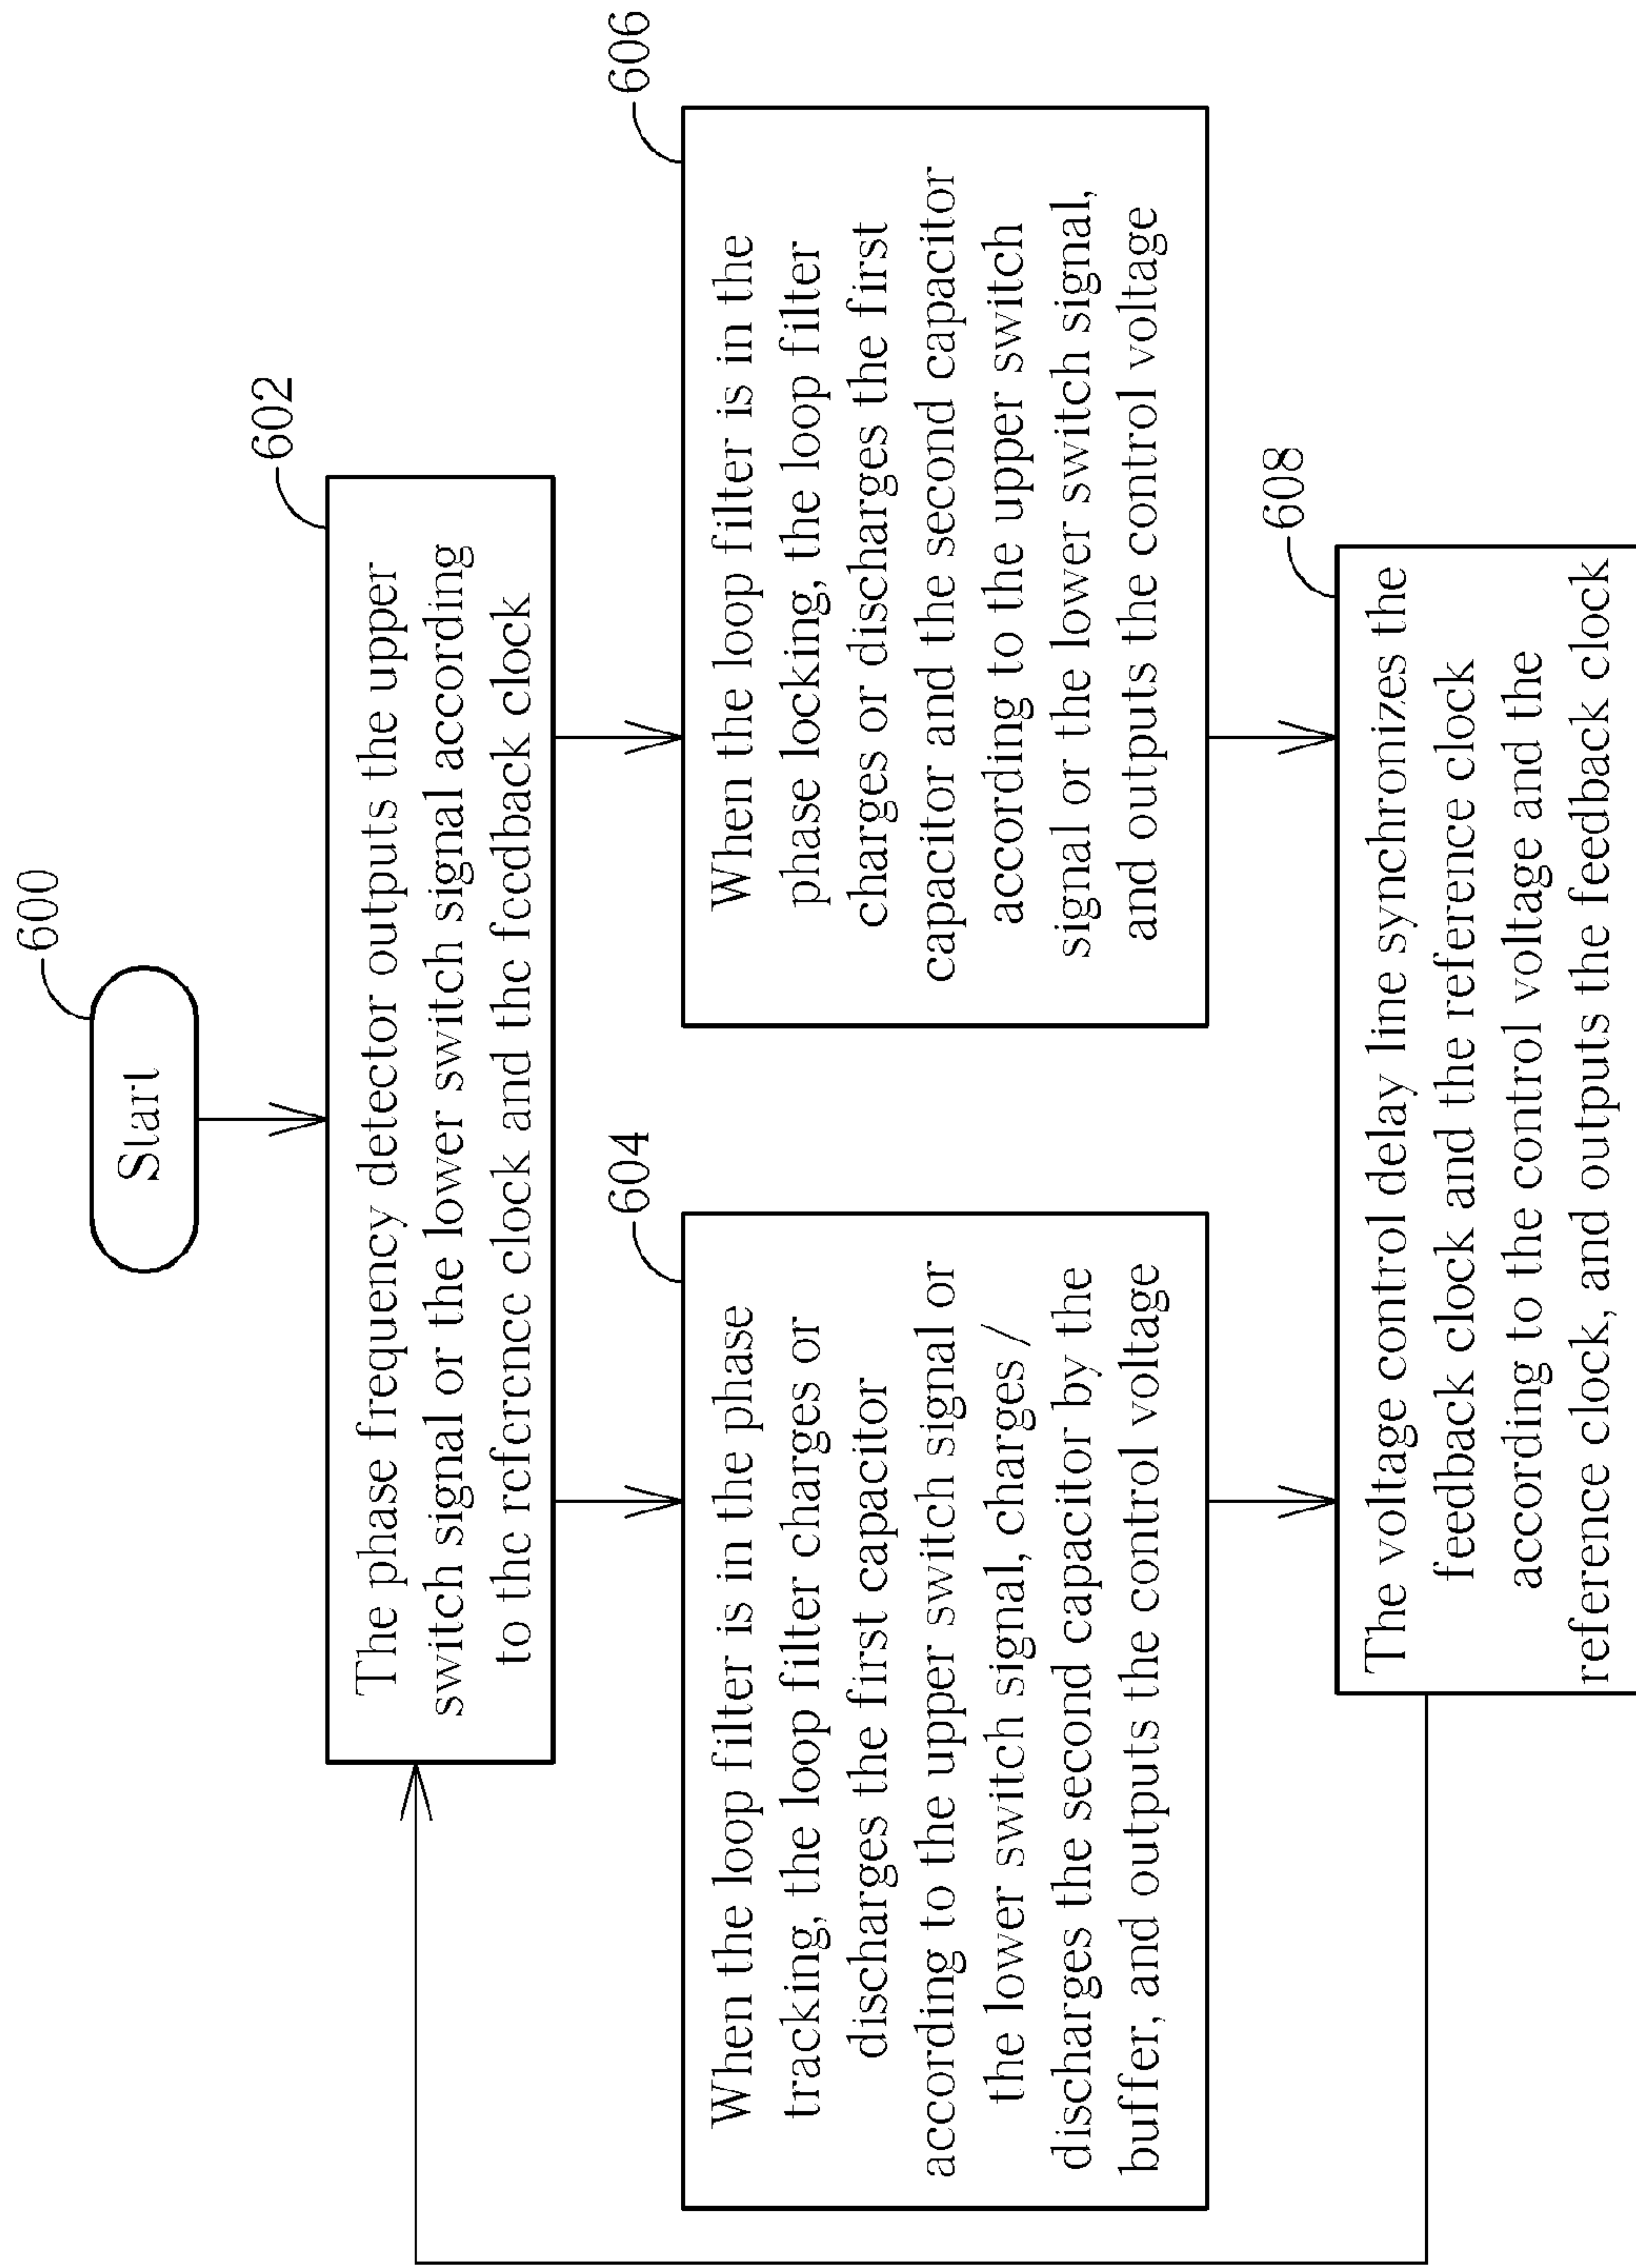 600
Start
602
The phase frequency detector outputs the upper
switch signal or the lower switch signal according
to the reference clock and the feedback clock
604
When the loop filter is in the phase
tracking, the loop filter charges or
discharges the first capacitor
according to the upper switch signal or
the lower switch signal, charges /
discharges the second capacitor by the
buffer, and outputs the control voltage
606
When the loop filter is in the
phase locking, the loop filter
charges or discharges the first
capacitor and the second capacitor
according to the upper switch
signal or the lower switch signal,
and outputs the control voltage
608
The voltage control delay line synchronizes the
feedback clock and the reference clock
according to the control voltage and the
reference clock, and outputs the feedback clock